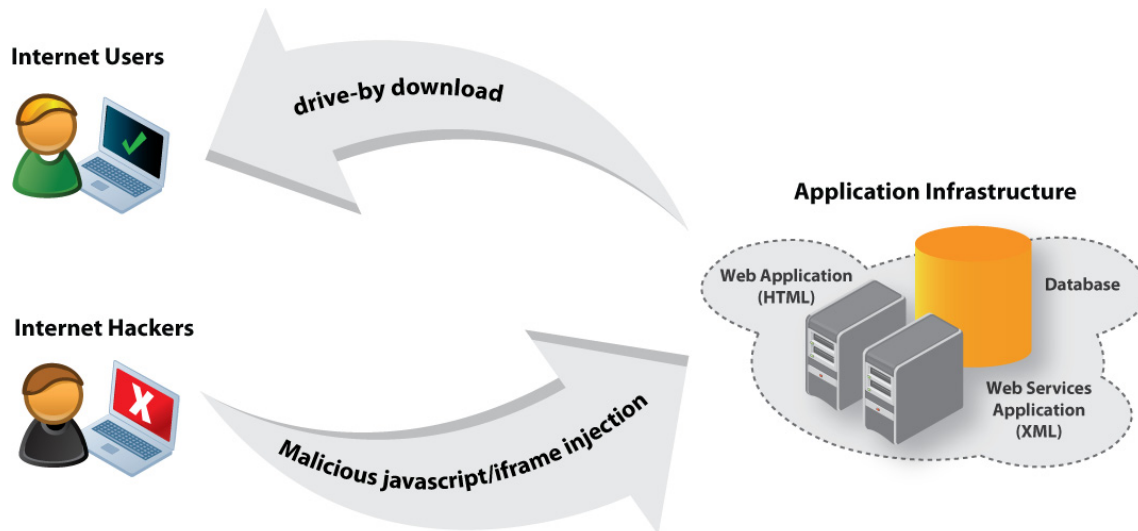 Internet Users
drive-by download
Application Infrastructure
Web Application
(HTML)
Database
Internet Hackers
X
Malicious javascript/iframe injection
Web Services
Application
(XML)